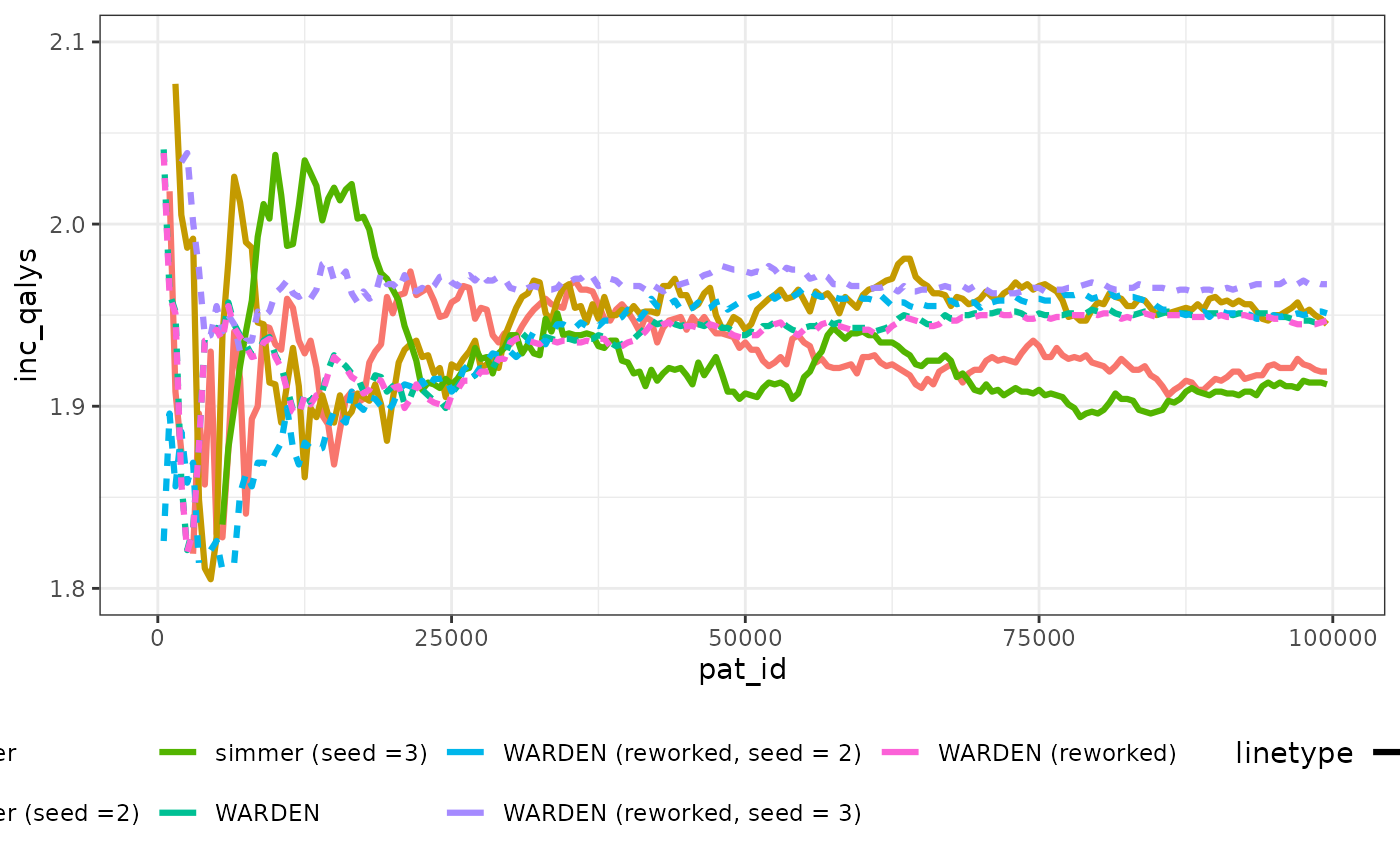 2.1
2.0
1.9
1.8
inc_qalys
0 25000 50000 75000 100000
pat_id
er simmer (seed =3) WARDEN (reworked, seed = 2) WARDEN (reworked) linetype
er (seed =2) WARDEN WARDEN (reworked, seed = 3)